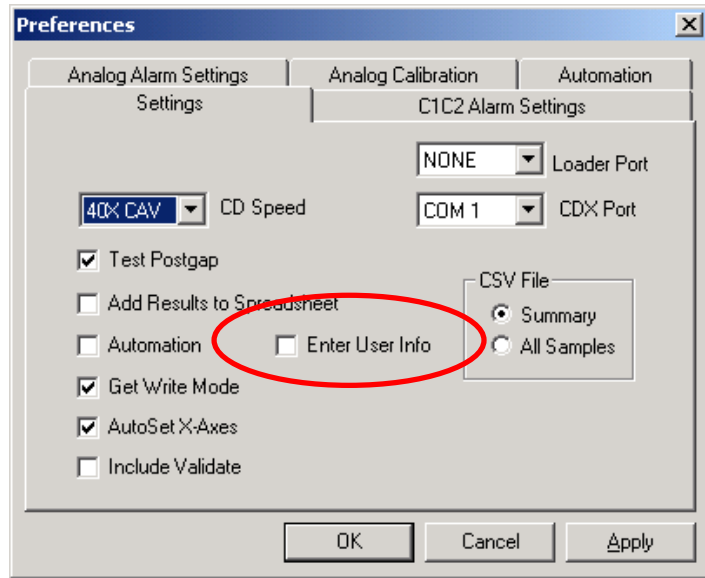 Preferences
Analog Alarm Settings Analog Calibration Automation
Settings C1C2 Alarm Settings
NONE Loader Port
40X CAV CD Speed COM 1 CDX Port
Test Postgap
CSV File
Add Results to Spreadsheet
Summary
Automation Enter User Info All Samples
Get Write Mode
AutoSet X-Axes
Include Validate
OK Cancel Apply